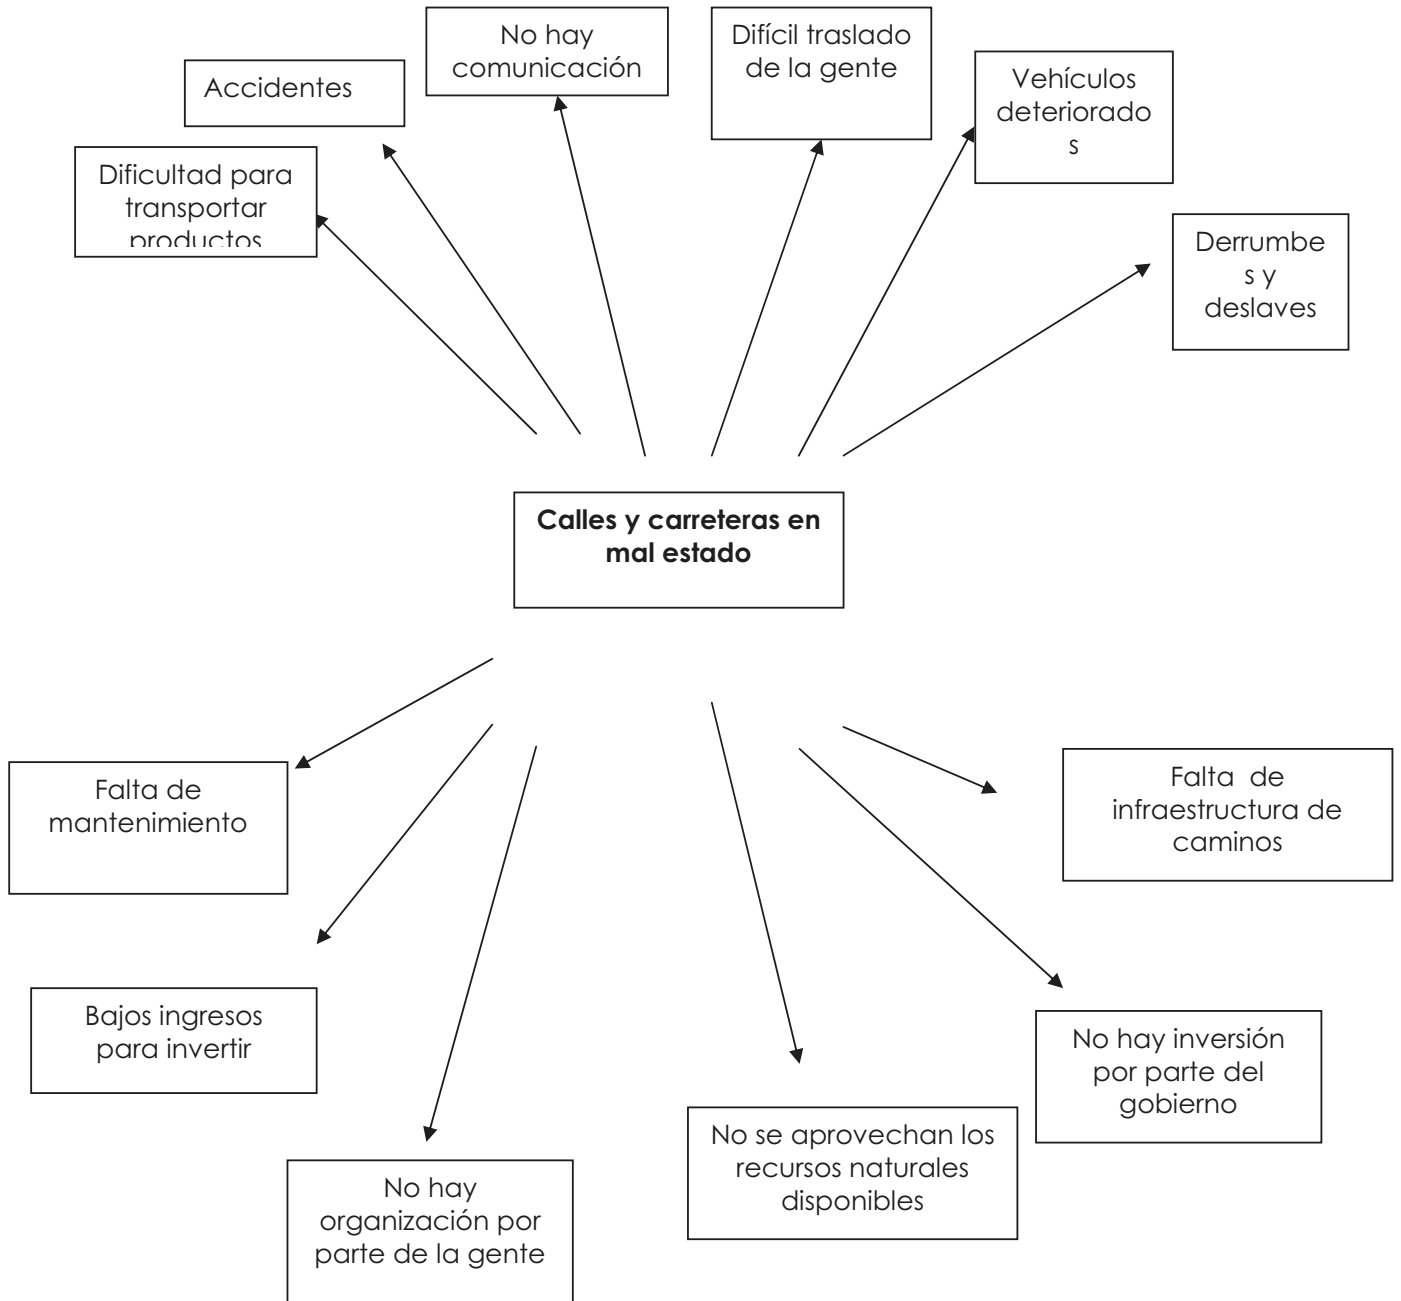 No hay
comunicación
Difícil traslado
de la gente
Accidentes
Vehículos
deteriorado
s
Dificultad para
transportar
productos
Derrumbe
s y
deslaves
Calles y carreteras en
mal estado
Falta de
mantenimiento
Falta de
infraestructura de
caminos
Bajos ingresos
para invertir
No hay inversión
por parte del
gobierno
No se aprovechan los
recursos naturales
disponibles
No hay
organización por
parte de la gente